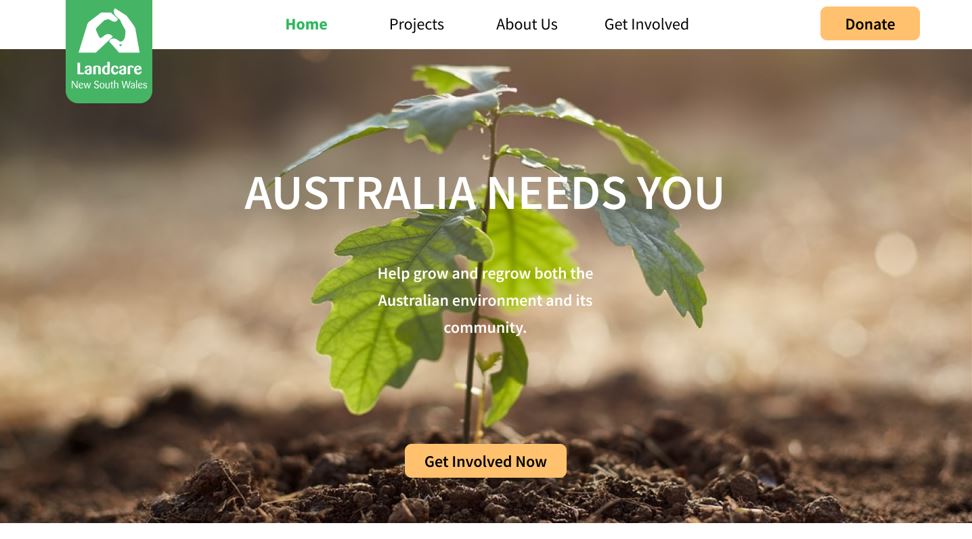 Home
Projects
About Us
Get Involved
Donate
Landcare
New South Wales
AUSTRALIA NEEDS YOU
Help grow and regrow both the
Australian environment and its
community.
Get Involved Now